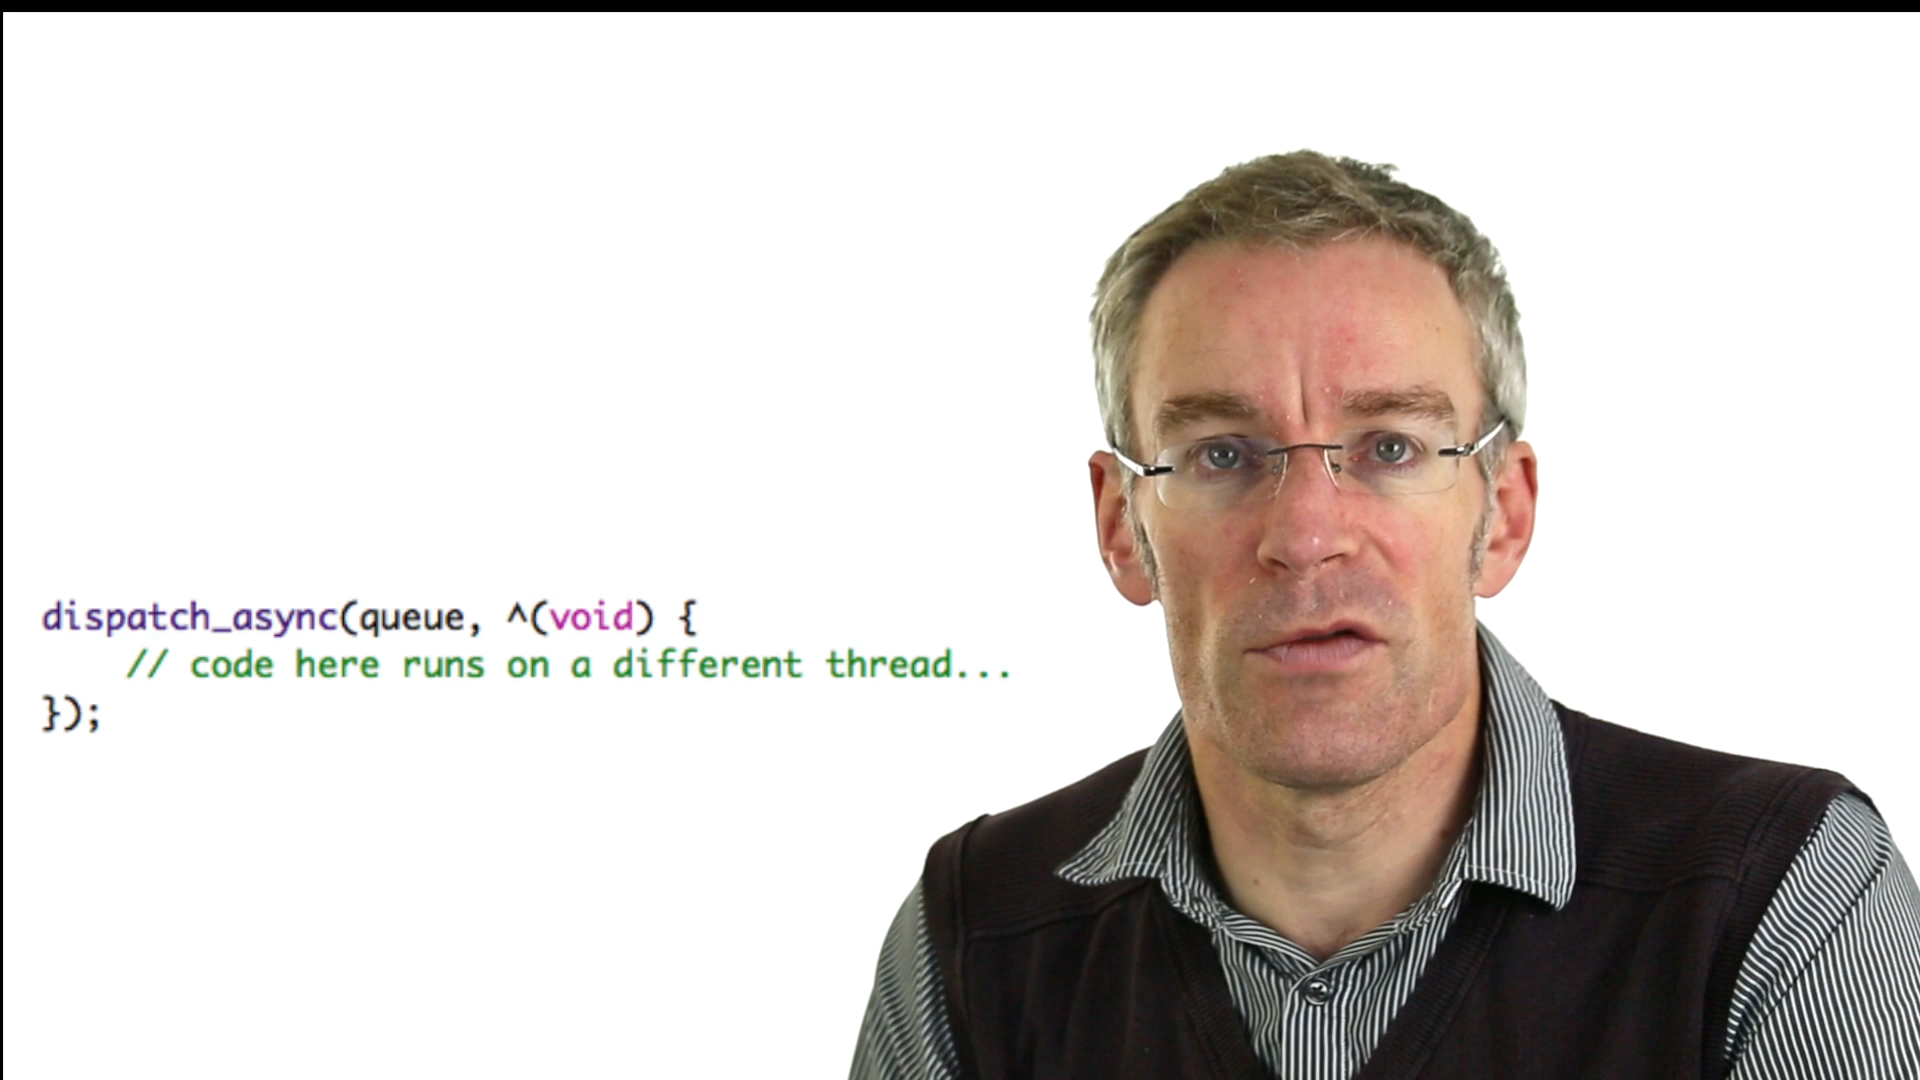 dispatch_async(queue, ^(void) {
    // code here runs on a different thread...
});